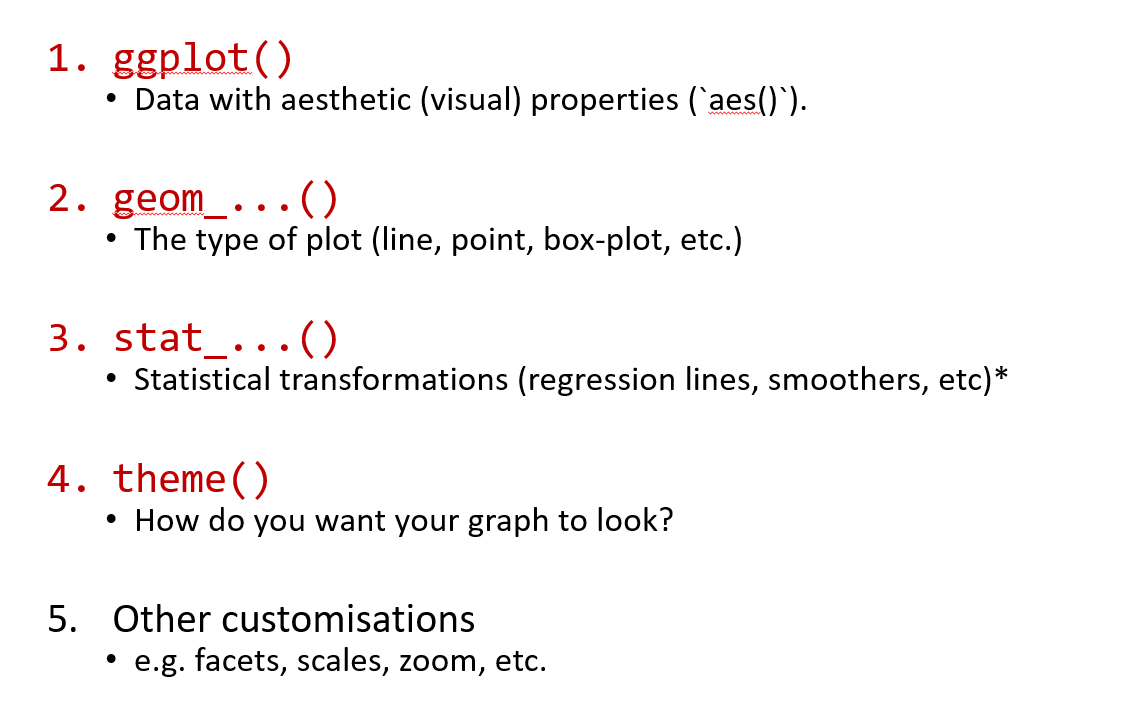 1. ggplot()
• Data with aesthetic (visual) properties (`aes()`).
2. geom_...()
• The type of plot (line, point, box-plot, etc.)
3. stat_...()
• Statistical transformations (regression lines, smoothers, etc)*
4. theme()
• How do you want your graph to look?
5. Other customisations
• e.g. facets, scales, zoom, etc.